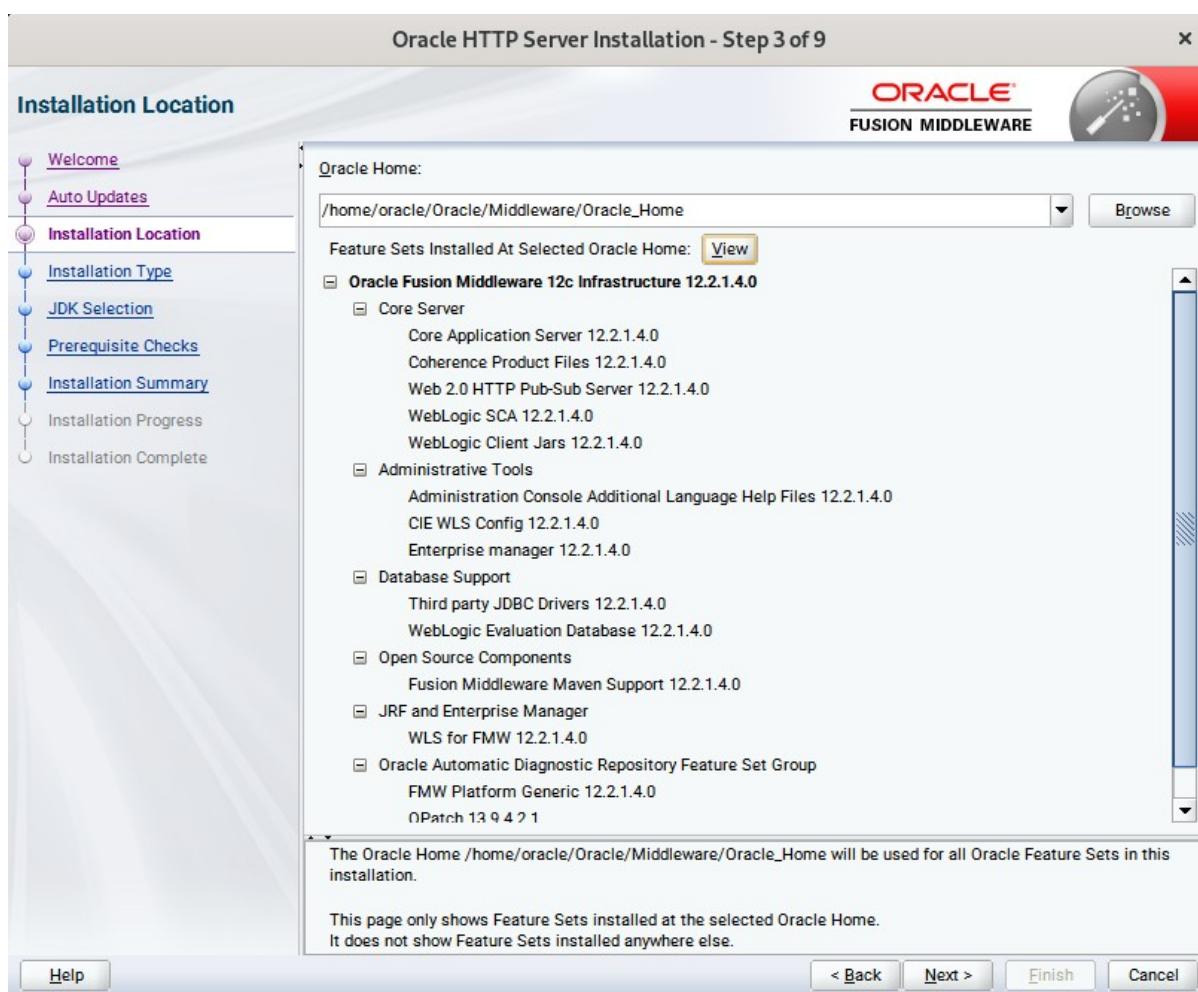 Oracle HTTP Server Installation - Step 3 of 9
Installation Location
ORACLE
FUSION MIDDLEWARE
Welcome
Auto Updates
Installation Location
Installation Type
JDK Selection
Prerequisite Checks
Installation Summary
Installation Progress
Installation Complete
Oracle Home:
/home/oracle/Oracle/Middleware/Oracle_Home
Browse
Feature Sets Installed At Selected Oracle Home: View
Oracle Fusion Middleware 12c Infrastructure 12.2.1.4.0
Core Server
Core Application Server 12.2.1.4.0
Coherence Product Files 12.2.1.4.0
Web 2.0 HTTP Pub-Sub Server 12.2.1.4.0
WebLogic SCA 12.2.1.4.0
WebLogic Client Jars 12.2.1.4.0
Administrative Tools
Administration Console Additional Language Help Files 12.2.1.4.0
CIE WLS Config 12.2.1.4.0
Enterprise manager 12.2.1.4.0
Database Support
Third party JDBC Drivers 12.2.1.4.0
WebLogic Evaluation Database 12.2.1.4.0
Open Source Components
Fusion Middleware Maven Support 12.2.1.4.0
JRF and Enterprise Manager
WLS for FMW 12.2.1.4.0
Oracle Automatic Diagnostic Repository Feature Set Group
FMW Platform Generic 12.2.1.4.0
OPatch 13.9.4.2.1
The Oracle Home /home/oracle/Oracle/Middleware/Oracle_Home will be used for all Oracle Feature Sets in this
installation.
This page only shows Feature Sets installed at the selected Oracle Home.
It does not show Feature Sets installed anywhere else.
Help
< Back
Next >
Finish
Cancel